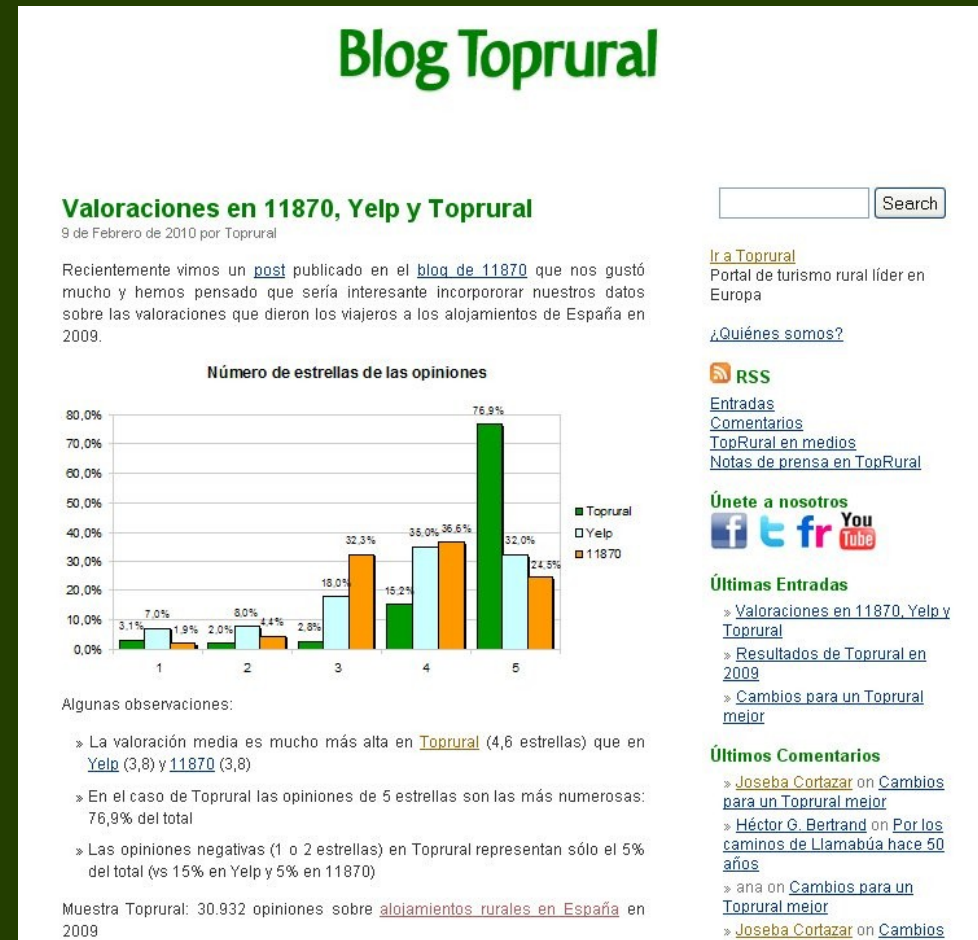 Blog Toprural
Valoraciones en 11870, Yelp y Toprural
9 de Febrero de 2010 por Toprural
Recientemente vimos un post publicado en el blog de 11870 que nos gustó
mucho y hemos pensado que sería interesante incorpororar nuestros datos
sobre las valoraciones que dieron los viajeros a los alojamientos de España en
2009.
Número de estrellas de las opiniones
80,0%
70,0%
60,0%
50,0%
40,0%
30,0%
20,0%
10,0%
0,0%
3,1% 7,0% 1,9%
2,0% 8,0% 4,4%
2,8% 18,0% 32,3%
15,2% 35,0% 36,6%
76,9% 32,0% 24,5%
1 2 3 4 5
Toprural
Yelp
11870
Algunas observaciones:
» La valoración media es mucho más alta en Toprural (4,6 estrellas) que en
Yelp (3,8) y 11870 (3,8)
» En el caso de Toprural las opiniones de 5 estrellas son las más numerosas:
76,9% del total
» Las opiniones negativas (1 o 2 estrellas) en Toprural representan sólo el 5%
del total (vs 15% en Yelp y 5% en 11870)
Muestra Toprural: 30.932 opiniones sobre alojamientos rurales en España en
2009
Search
Ir a Toprural
Portal de turismo rural líder en
Europa
¿Quiénes somos?
RSS
Entradas
Comentarios
TopRural en medios
Notas de prensa en TopRural
Únete a nosotros
f t fr You
Tube
Últimas Entradas
» Valoraciones en 11870, Yelp y
Toprural
» Resultados de Toprural en
2009
» Cambios para un Toprural
mejor
Últimos Comentarios
» Joseba Cortazar on Cambios
para un Toprural mejor
» Héctor G. Bertrand on Por los
caminos de Llamabúa hace 50
años
» ana on Cambios para un
Toprural mejor
» Joseba Cortazar on Cambios